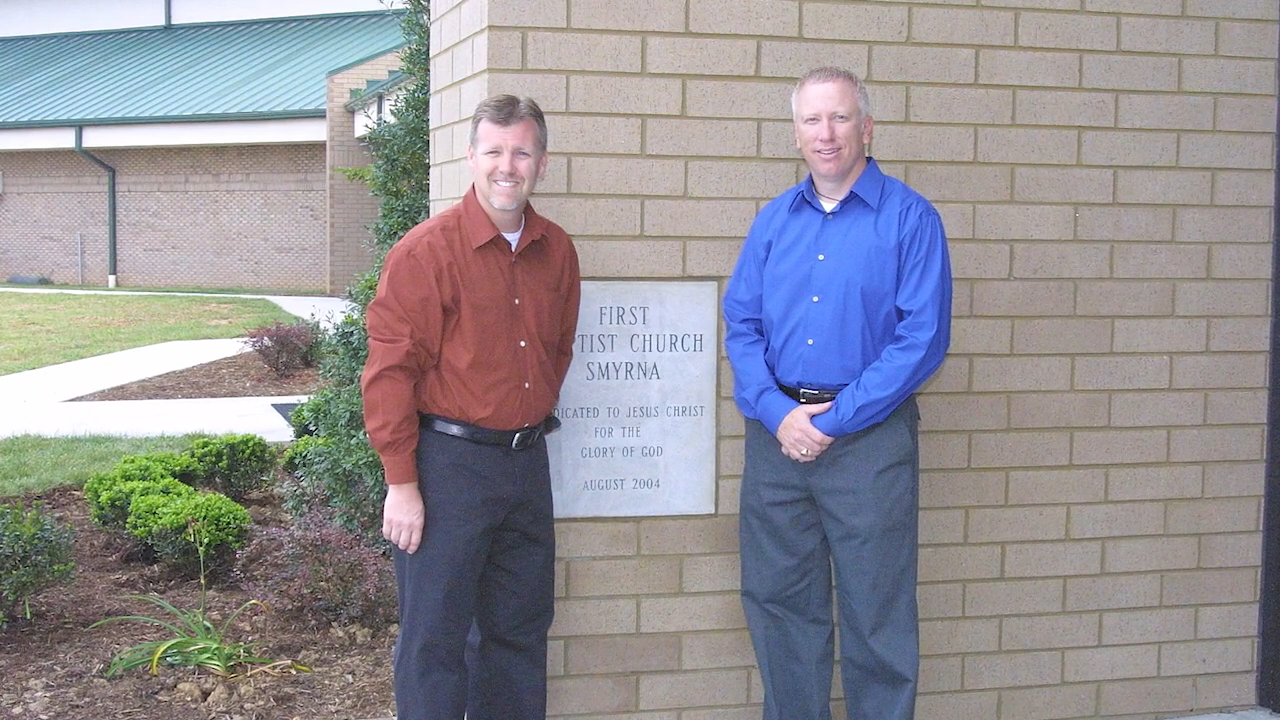 FIRST
TIST CHURCH
SMYRNA
DICATED TO JESUS CHRIST
FOR THE
GLORY OF GOD
AUGUST 2004